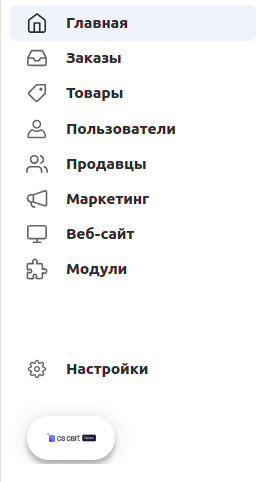 Главная
Заказы
Товары
Пользователи
Продавцы
Маркетинг
Веб-сайт
Модули
Настройки
cs cart